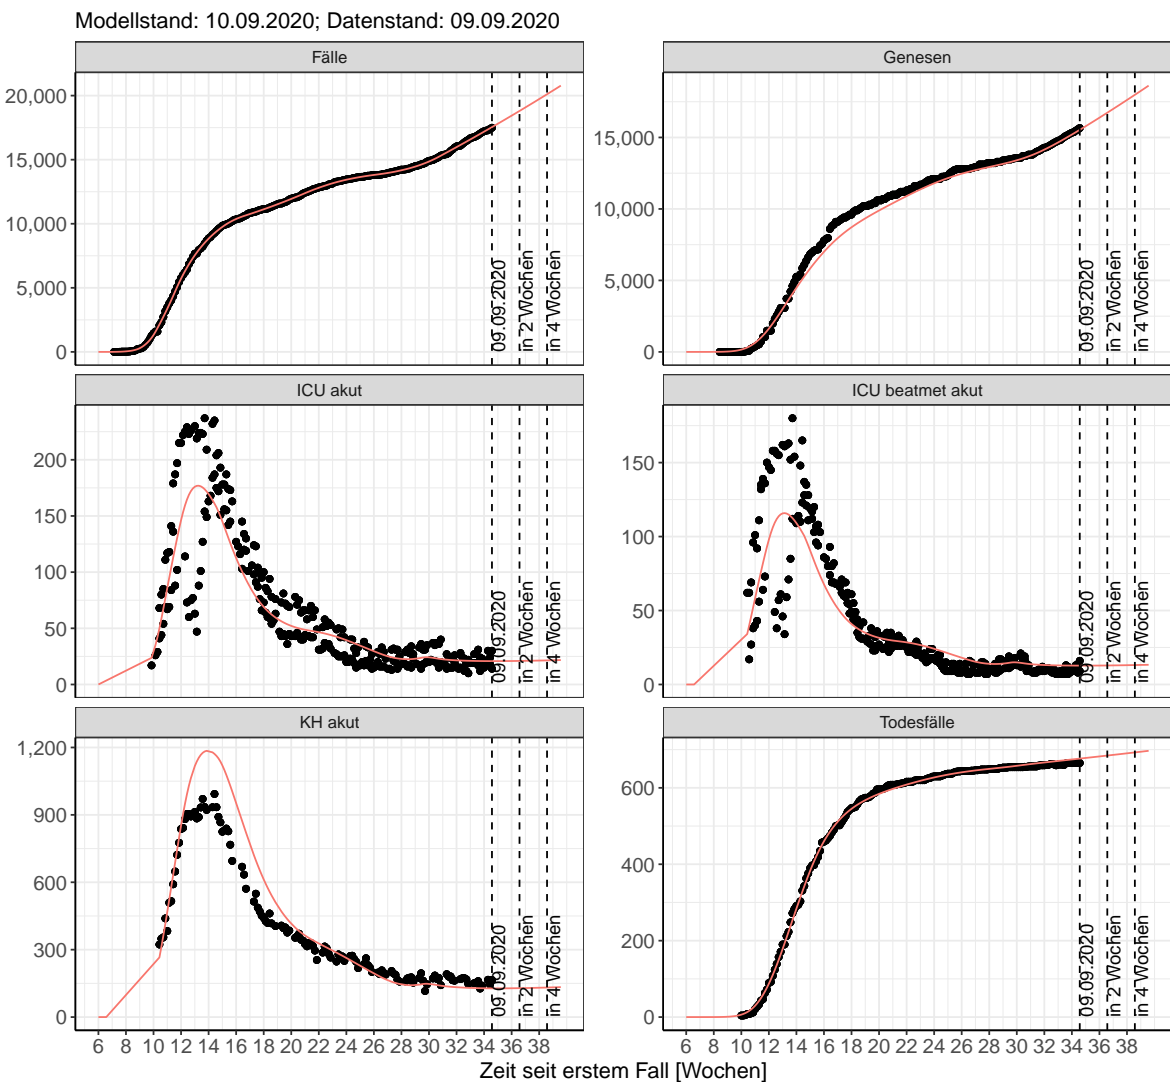 Modellstand: 10.09.2020; Datenstand: 09.09.2020
Fälle
Genesen
20,000
15,000
10,000
5,000
0
09.09.2020
in 2 Wochen
in 4 Wochen
15,000
10,000
5,000
0
09.09.2020
in 2 Wochen
in 4 Wochen
ICU akut
ICU beatmet akut
200
150
100
50
0
09.09.2020
in 2 Wochen
in 4 Wochen
150
100
50
0
09.09.2020
in 2 Wochen
in 4 Wochen
KH akut
Todesfälle
1,200
900
600
300
0
09.09.2020
in 2 Wochen
in 4 Wochen
600
400
200
0
09.09.2020
in 2 Wochen
in 4 Wochen
6 8 10 12 14 16 18 20 22 24 26 28 30 32 34 36 38
6 8 10 12 14 16 18 20 22 24 26 28 30 32 34 36 38
Zeit seit erstem Fall [Wochen]